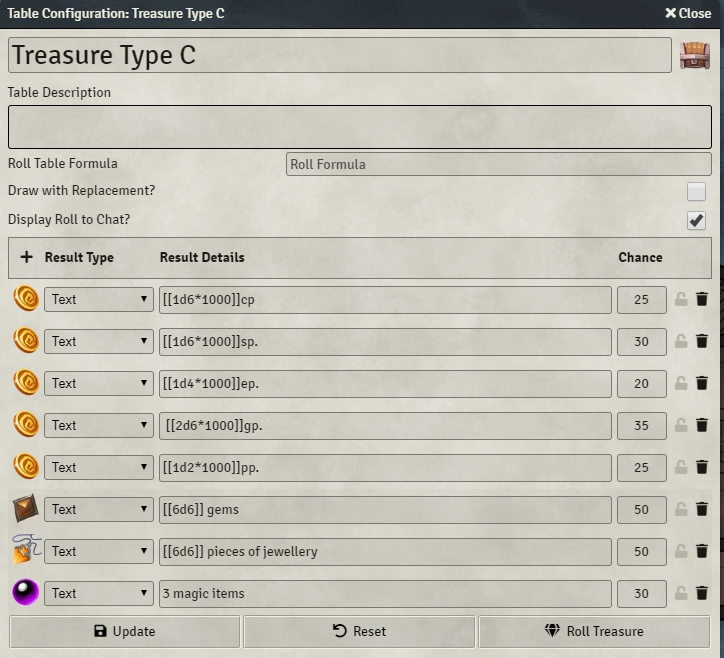 Table Configuration: Treasure Type C Close
Treasure Type C
Table Description
Roll Table Formula Roll Formula
Draw with Replacement?
Display Roll to Chat?
+ Result Type Result Details Chance
Text [[1d6*1000]]cp 25
Text [[1d6*1000]]sp. 30
Text [[1d4*1000]]ep. 20
Text [[2d6*1000]]gp. 35
Text [[1d2*1000]]pp. 25
Text [[6d6]] gems 50
Text [[6d6]] pieces of jewellery 50
Text 3 magic items 30
Update Reset Roll Treasure